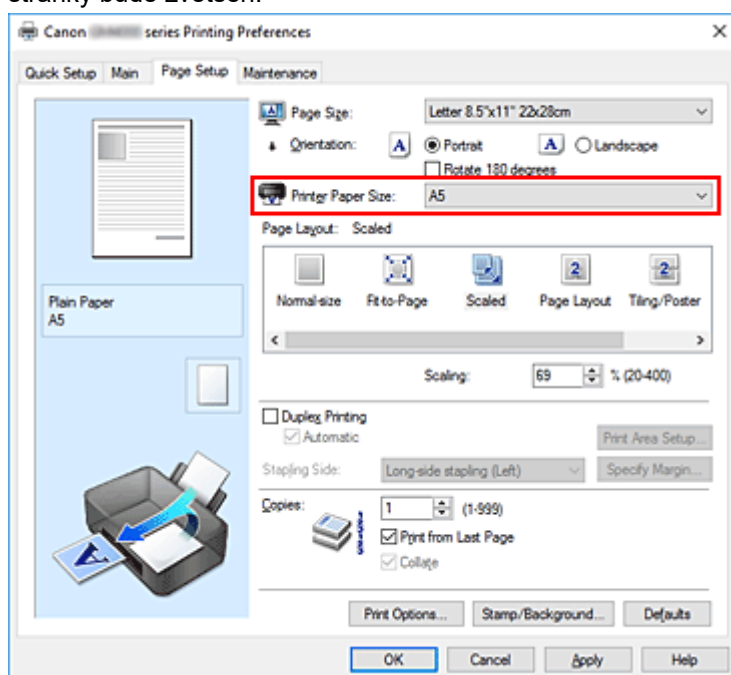 Canon series Printing Preferences
Quick Setup Main Page Setup Maintenance
Page Size: Letter 8.5"x11" 22x28cm
Orientation: A Portrait A Landscape
Rotate 180 degrees
Printer Paper Size: A5
Page Layout: Scaled
2 2
Normal-size Fit-to-Page Scaled Page Layout Tiling/Poster
Plain Paper
A5
Scaling: 69 % (20-400)
Duplex Printing
Automatic Print Area Setup...
Stapling Side: Long-side stapling (Left) Specify Margin...
Copies: 1 (1-999)
Print from Last Page
Collate
A
Print Options... Stamp/Background... Defaults
OK Cancel Apply Help